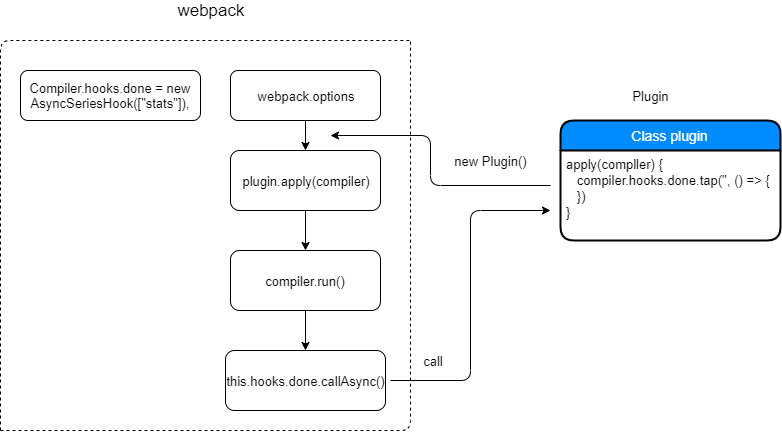 webpack
Compiler.hooks.done = new
AsyncSeriesHook(["stats"]),
webpack.options
Plugin
Class plugin
new Plugin()
apply(compller) {
compiler.hooks.done.tap('', () => {
})
}
plugin.apply(compiler)
compiler.run()
call
this.hooks.done.callAsync()